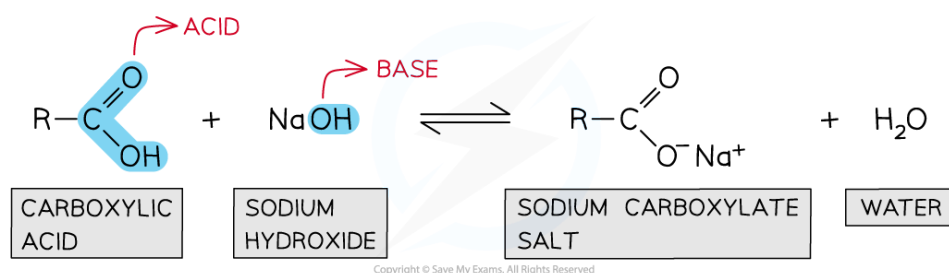 ACID
BASE
R–C
O
OH
+
NaOH
⇌
R–C
O
O⁻ Na⁺
+
H₂O
CARBOXYLIC
ACID
SODIUM
HYDROXIDE
SODIUM CARBOXYLATE
SALT
WATER
Copyright © Save My Exams. All Rights Reserved